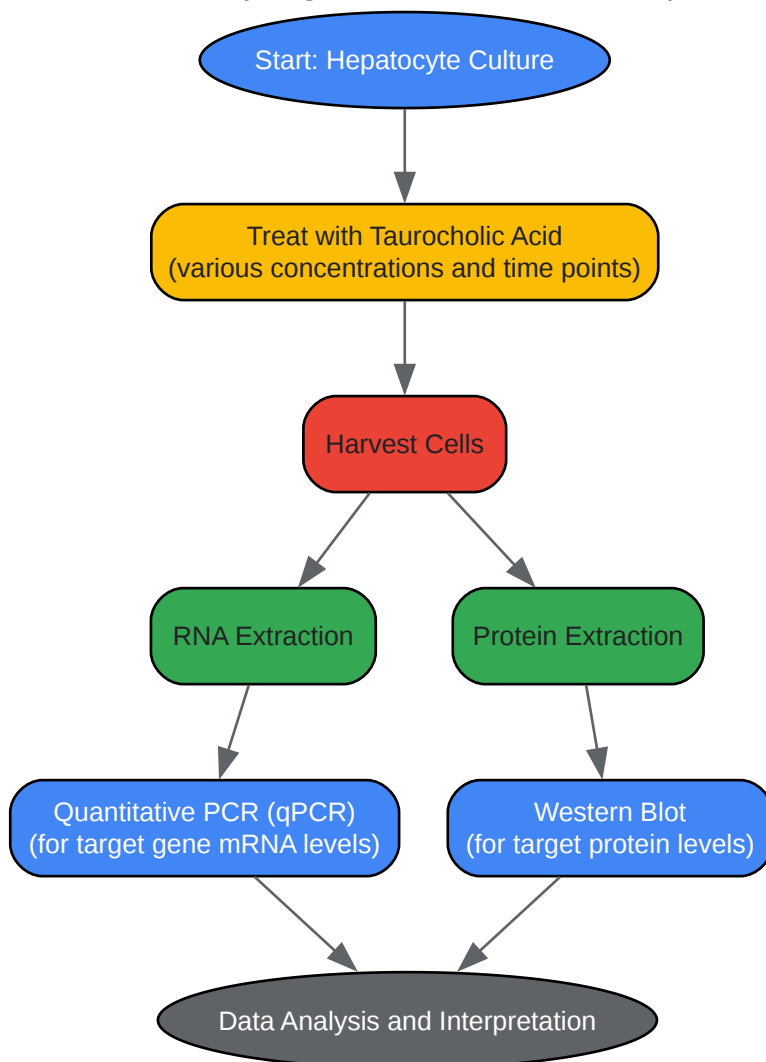 Start: Hepatocyte Culture
Treat with Taurocholic Acid
(various concentrations and time points)
Harvest Cells
RNA Extraction
Protein Extraction
Quantitative PCR (qPCR)
(for target gene mRNA levels)
Western Blot
(for target protein levels)
Data Analysis and Interpretation